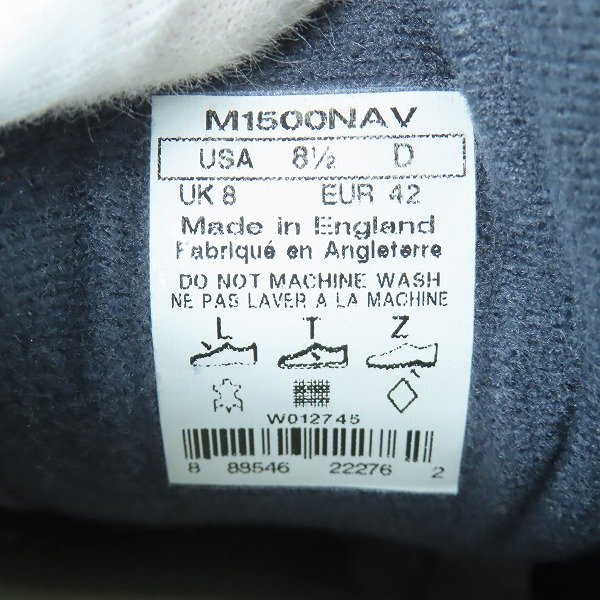 M1500NAV
USA 8½ D
UK 8 EUR 42
Made in England
Fabriqué en Angleterre
DO NOT MACHINE WASH
NE PAS LAVER A LA MACHINE
L T Z
W012745
8 88546 22276 2